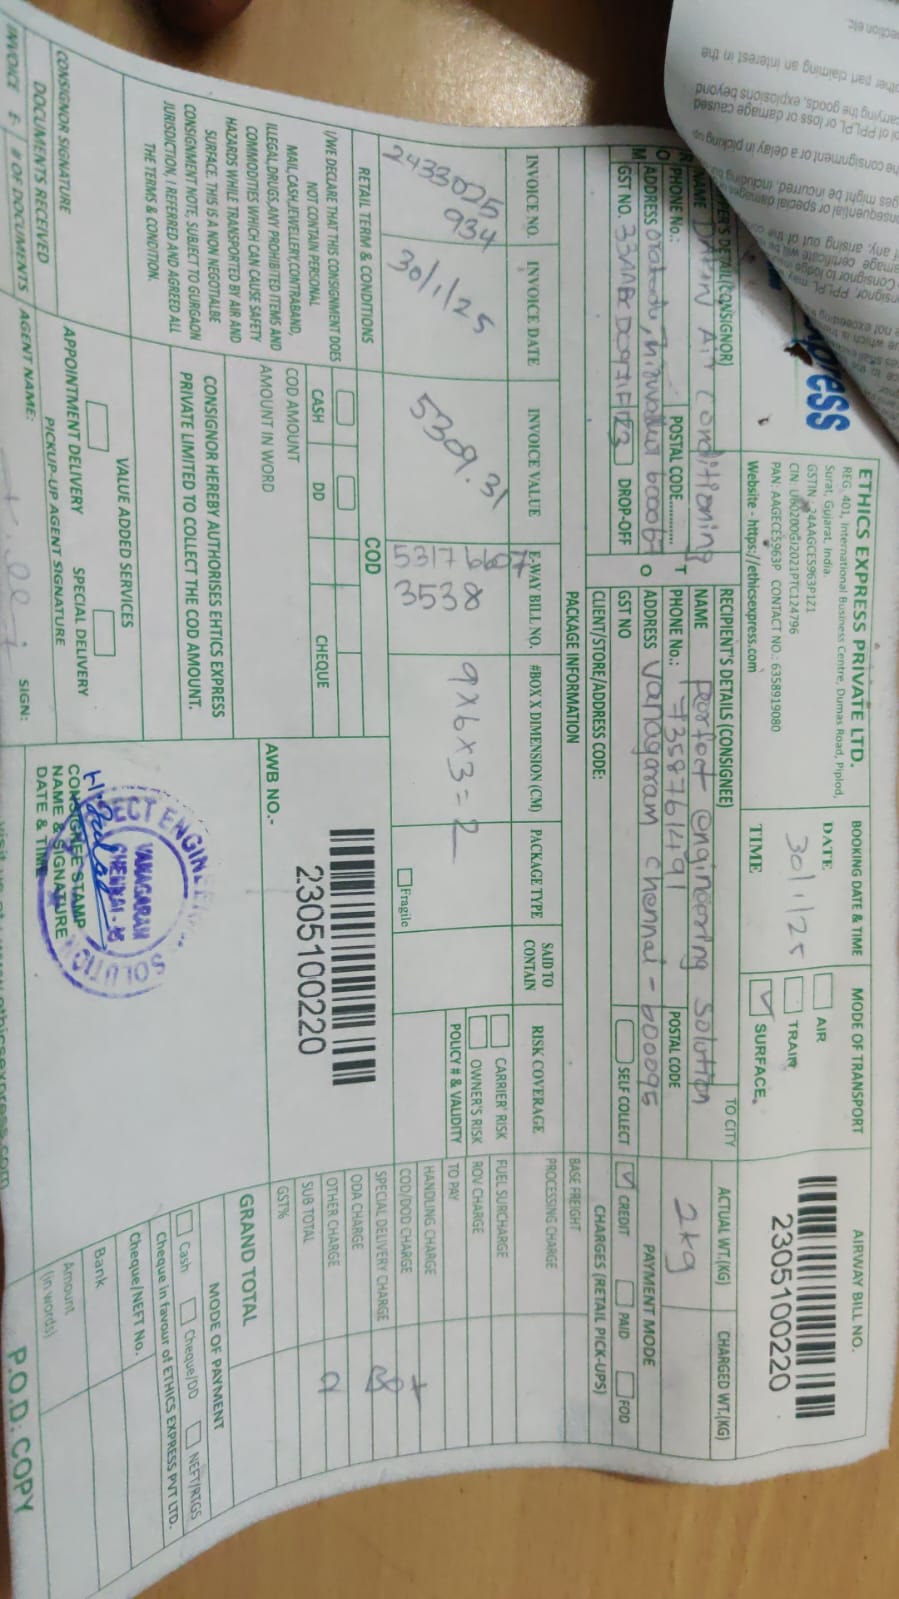 xpress
ETHICS EXPRESS PRIVATE LTD.
REG. 401, International Business Centre, Dumas Road, Piplod,
Surat, Gujarat, India
GSTIN : 24AAGCE5963P1Z1
CIN: U60200GJ2021PTC124796
PAN: AAGECE5963P CONTACT NO.: 6358919080
Website - https://ethicsexpress.com
BOOKING DATE & TIME
DATE
30/1/25
TIME
MODE OF TRANSPORT
AIR
TRAIN
SURFACE
AIRWAY BILL NO.
2305100220
DETAIL (CONSIGNOR)
NAME DAIKIN Air conditioning
PHONE No.:
POSTAL CODE
ADDRESS
600067
GST NO.
DROP-OFF
TO
RECIPIENT'S DETAILS (CONSIGNEE)
TO CITY
NAME perfect engineering solution
PHONE No.: 7358761491
POSTAL CODE
ADDRESS vanagaram chennai - 600095
GST NO
SELF COLLECT
CLIENT/STORE/ADDRESS CODE:
ACTUAL WT.(KG)
CHARGED WT.(KG)
2kg
PAYMENT MODE
CREDIT
PAID
FOD
CHARGES (RETAIL PICK-UPS)
PACKAGE INFORMATION
INVOICE NO.
INVOICE DATE
INVOICE VALUE
E-WAY BILL NO.
#BOX X DIMENSION (CM)
PACKAGE TYPE
SAID TO CONTAIN
RISK COVERAGE
2433025
934
30/1/25
5309.31
53176607
3538
9x6x3=2
Fragile
CARRIER' RISK
OWNER'S RISK
POLICY # & VALIDITY
BASE FREIGHT
PROCESSING CHARGE
FUEL SURCHARGE
ROV CHARGE
TO PAY
HANDLING CHARGE
COD/DOD CHARGE
SPECIAL DELIVERY CHARGE
ODA CHARGE
OTHER CHARGE
SUB TOTAL
GST%
GRAND TOTAL
RETAIL TERM & CONDITIONS
I/WE DECLARE THAT THIS CONSIGNMENT DOES
NOT CONTAIN PERSONAL
MAIL,CASH,JEWELLERY,CONTRABAND,
ILLEGAL DRUGS,ANY PROHIBITED ITEMS AND
COMMODITIES WHICH CAN CAUSE SAFETY
HAZARDS WHILE TRANSPORTED BY AIR AND
SURFACE. THIS IS A NON NEGOTIALBE
CONSIGNMENT NOTE, SUBJECT TO GURGAON
JURISDICTION, I REFERRED AND AGREED ALL
THE TERMS & CONDITION.
COD
CASH
DD
CHEQUE
COD AMOUNT
AMOUNT IN WORD
CONSIGNOR HEREBY AUTHORISES EHTICS EXPRESS
PRIVATE LIMITED TO COLLECT THE COD AMOUNT.
VALUE ADDED SERVICES
APPOINTMENT DELIVERY
SPECIAL DELIVERY
2305100220
AWB NO.-
CONSIGNOR SIGNATURE
DOCUMENTS RECEIVED
INVOICE
# OF DOCUMENTS
PICKUP-UP AGENT SIGNATURE
AGENT NAME:
SIGN:
VANAGARAM
CHENNAI - 95
CONSIGNEE STAMP
NAME & SIGNATURE
DATE & TIME
MODE OF PAYMENT
Cash
Cheque/DD
NEFT/RTGS
Cheque in favour of ETHICS EXPRESS PVT LTD.
Cheque/NEFT No.
Bank
Amount
(in words)
P.O.D: COPY